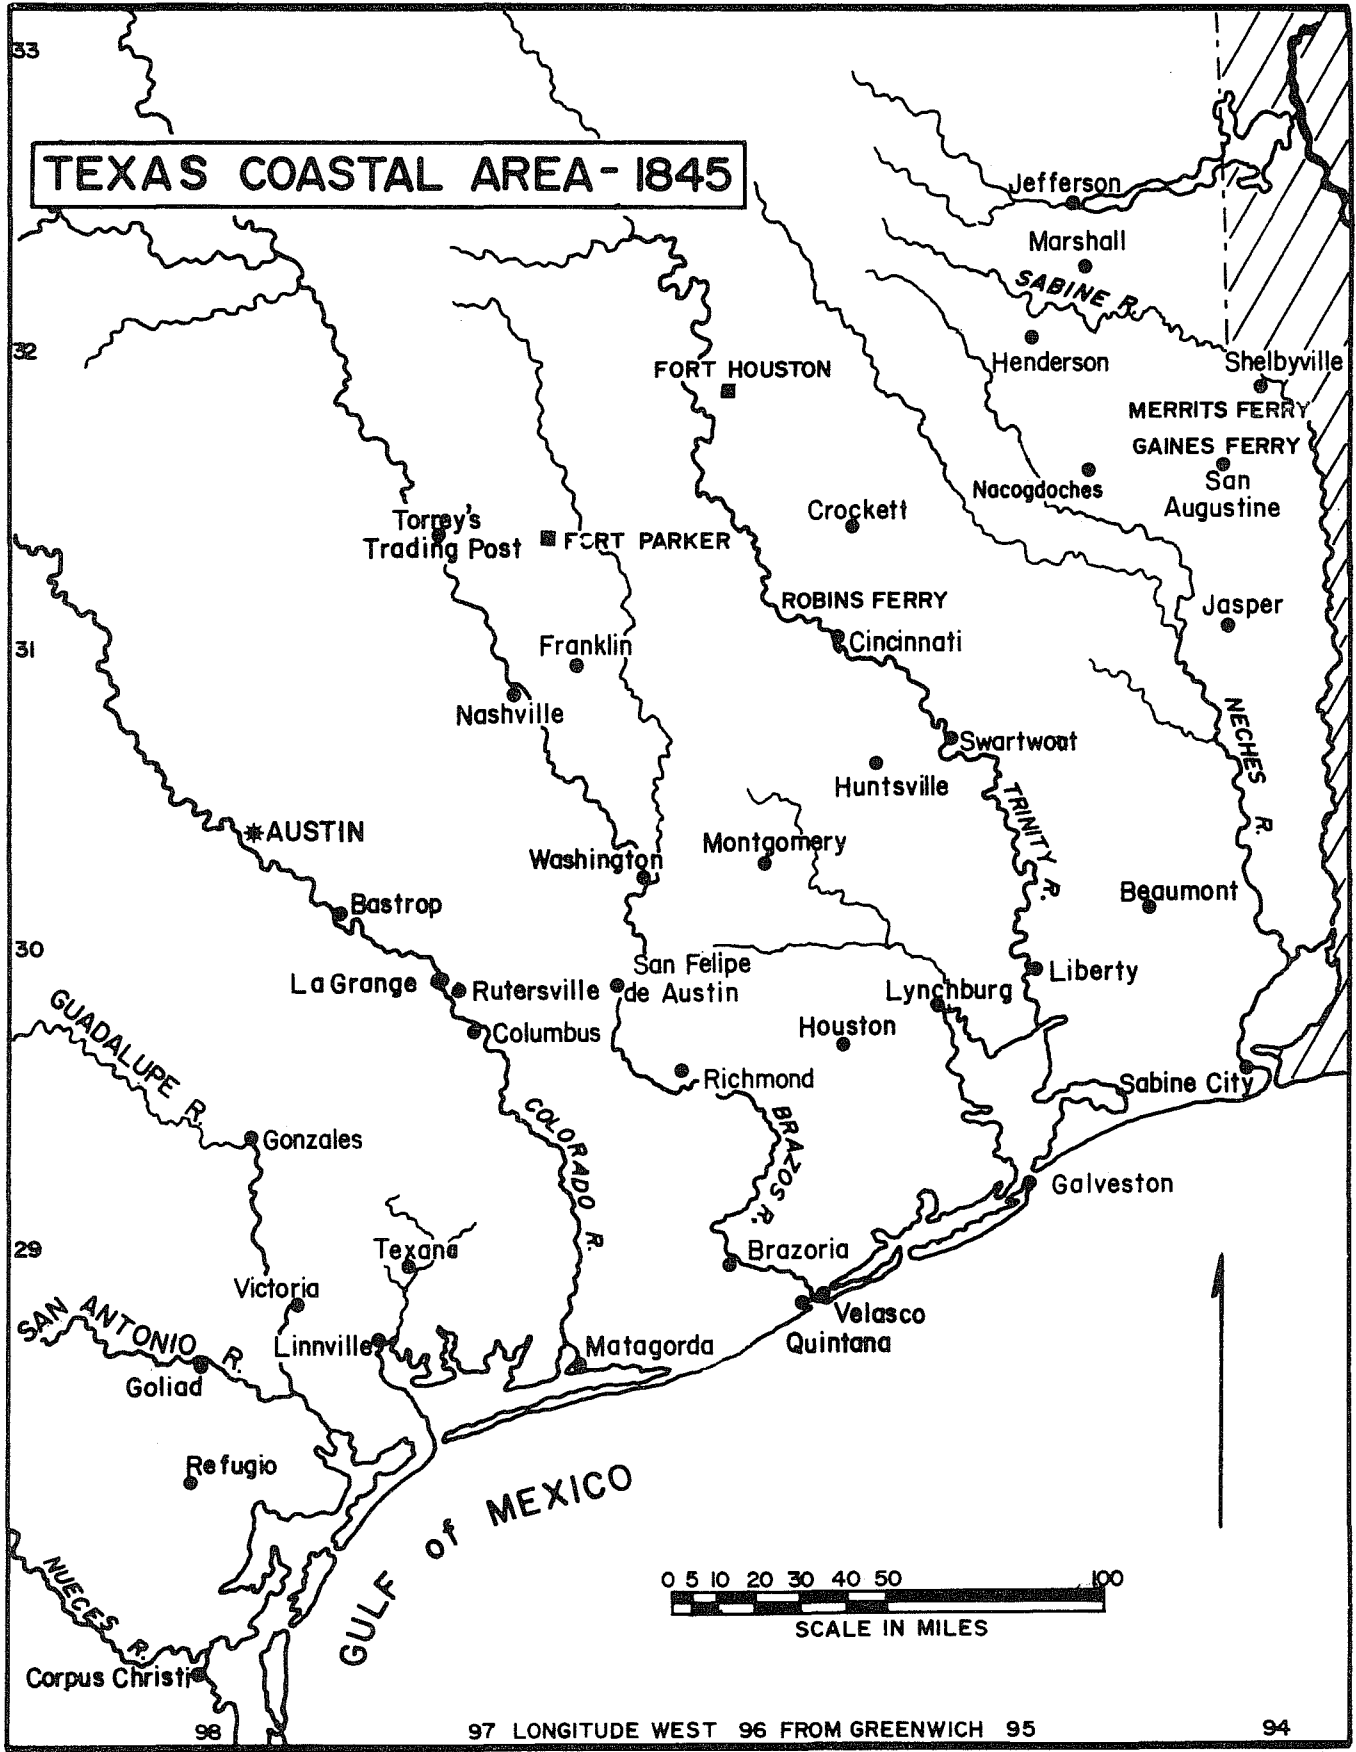 33
TEXAS COASTAL AREA - 1845
Jefferson
Marshall
SABINE R.
32
Henderson
Shelbyville
FORT HOUSTON
MERRITS FERRY
GAINES FERRY
San
Augustine
Nacogdoches
Crockett
Torrey's
Trading Post
FORT PARKER
ROBINS FERRY
Jasper
31
Franklin
Cincinnati
Nashville
NECHES R.
Swartwout
Huntsville
TRINITY R.
AUSTIN
Montgomery
Washington
Beaumont
Bastrop
30
San Felipe
de Austin
Liberty
La Grange
Rutersville
Lynchburg
GUADALUPE R.
Columbus
Houston
Richmond
Sabine City
COLORADO R.
BRAZOS R.
Gonzales
Galveston
29
Texana
Brazoria
Victoria
SAN ANTONIO R.
Velasco
Quintana
Linnville
Matagorda
Goliad
Refugio
GULF of MEXICO
NUECES R.
0 5 10 20 30 40 50 100
SCALE IN MILES
Corpus Christi
98 97 LONGITUDE WEST 96 FROM GREENWICH 95 94